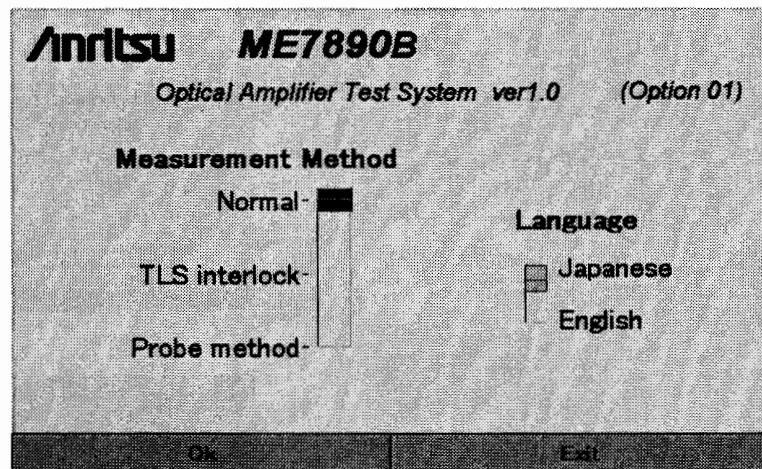 Anritsu ME7890B
Optical Amplifier Test System ver1.0 (Option 01)
Measurement Method
Normal-
TLS interlock-
Probe method-
Language
Japanese
English
Ok Exit